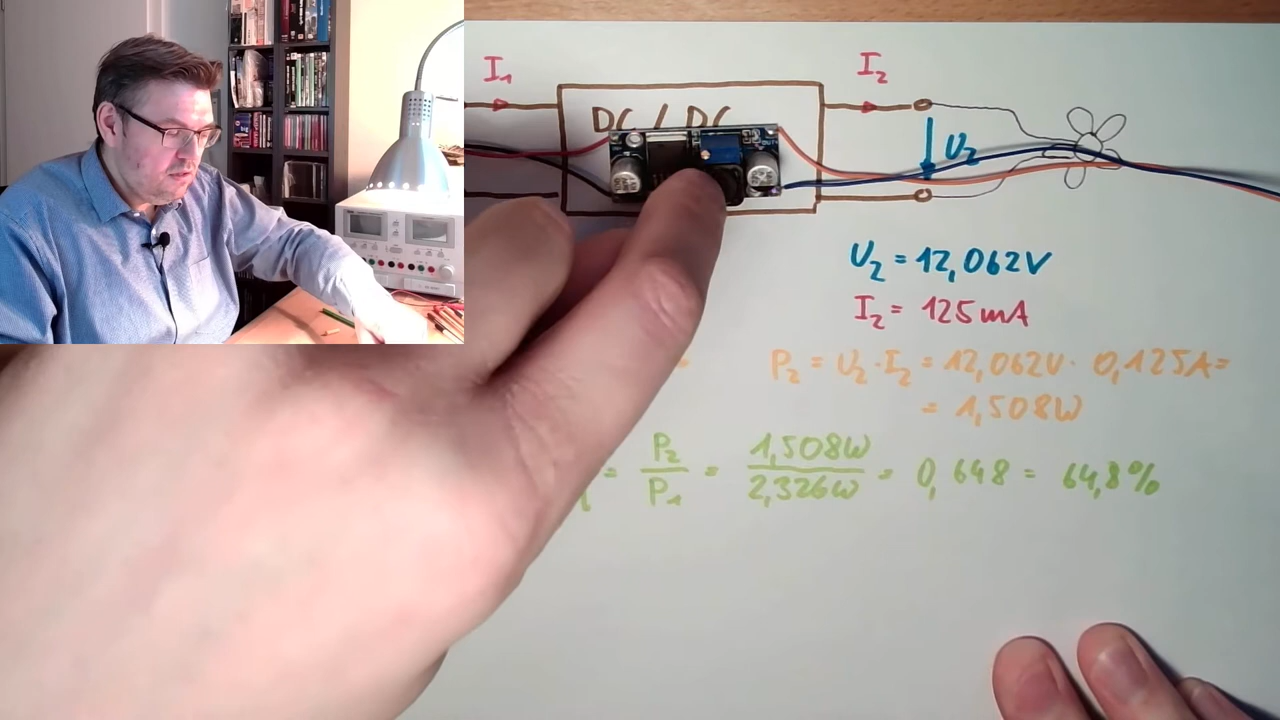 I₁
I₂
DC / DC
U₂
U₂ = 12,062V
I₂ = 125mA
= P₂ = U₂·I₂ = 12,062V · 0,125A =
= 1,508W
= P₂/P₁ = 1,508W/2,326W = 0,648 = 64,8%